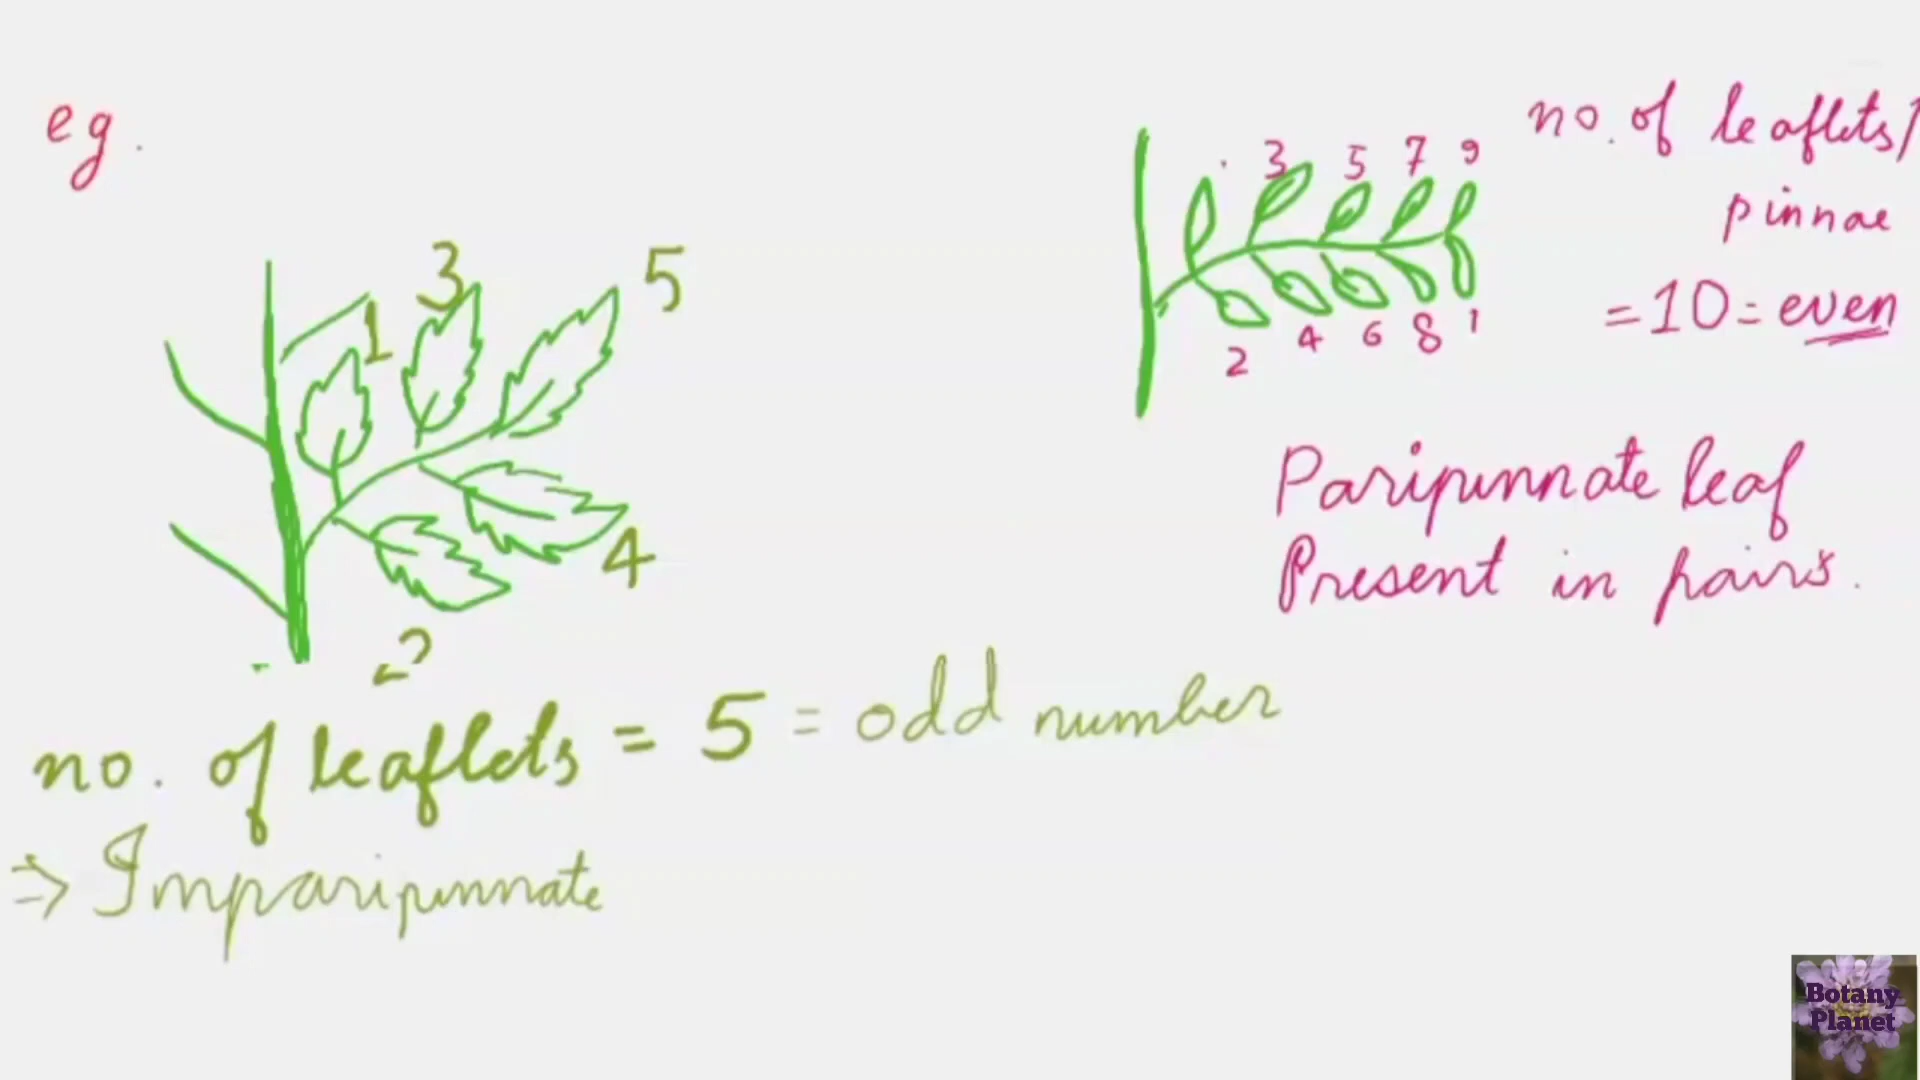 eg.
1
3
5
4
2
no. of leaflets = 5 = odd number
⇒ Imparipinnate
3 5 7 9
2 4 6 8 1
no. of leaflets/
pinnae
= 10 = even
Paripinnate leaf
Present in pairs.
Botany
Planet